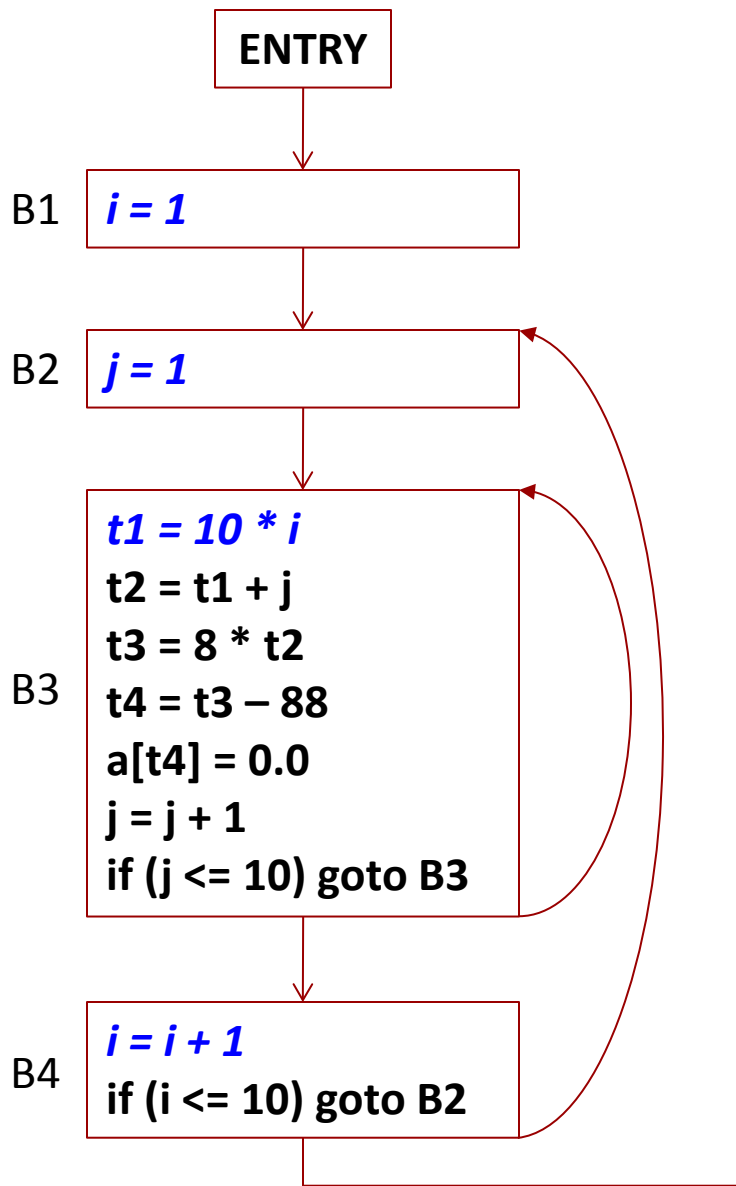 ENTRY
B1
i = 1
B2
j = 1
B3
t1 = 10 * i
t2 = t1 + j
t3 = 8 * t2
t4 = t3 – 88
a[t4] = 0.0
j = j + 1
if (j <= 10) goto B3
B4
i = i + 1
if (i <= 10) goto B2